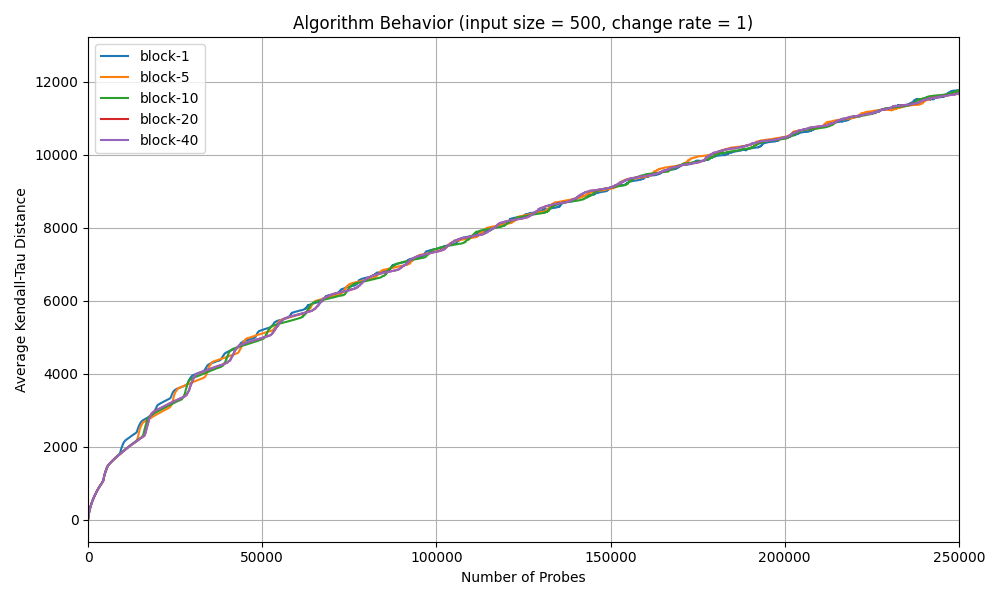 Algorithm Behavior (input size = 500, change rate = 1)
block-1
block-5
block-10
block-20
block-40
Average Kendall-Tau Distance
12000
10000
8000
6000
4000
2000
0
0 50000 100000 150000 200000 250000
Number of Probes